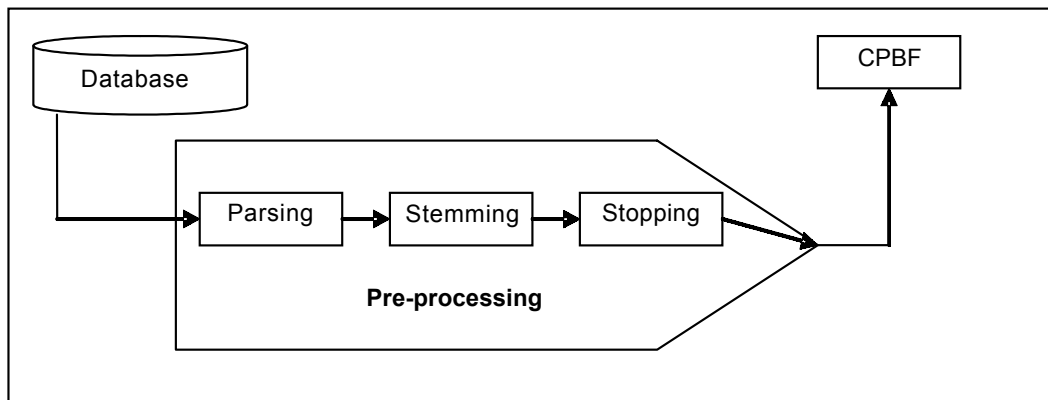 Database
CPBF
Parsing
Stemming
Stopping
Pre-processing